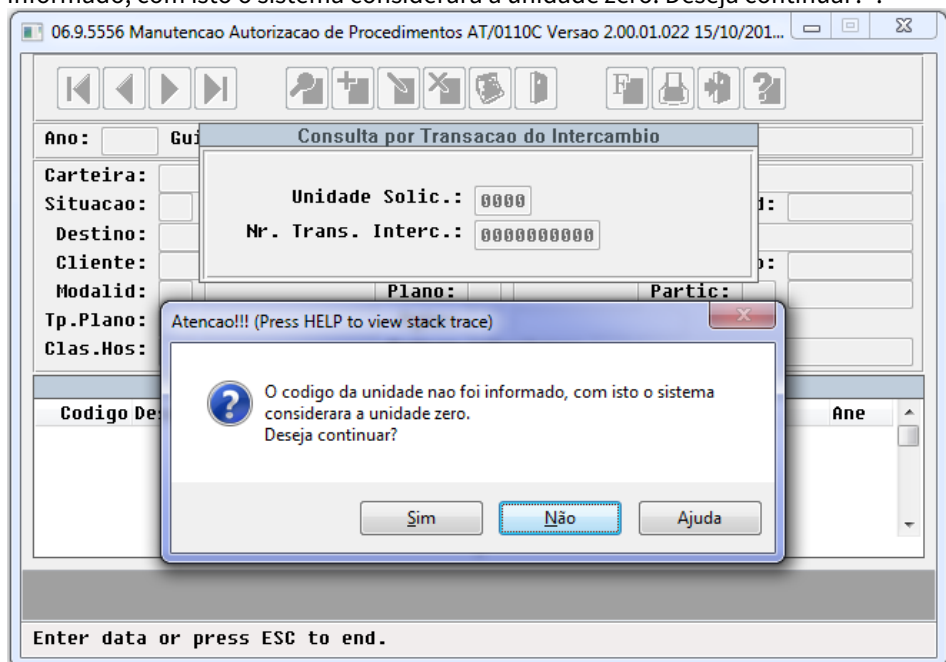 informado, com isto o sistema considerara a unidade zero. Deseja continuar?".
06.9.5556 Manutencao Autorizacao de Procedimentos AT/0110C Versao 2.00.01.022 15/10/201...
F
Ano: Gui
Consulta por Transacao do Intercambio
Carteira:
Unidade Solic.: 0000
Situacao: d:
Nr. Trans. Interc.: 0000000000
Destino:
Cliente: o:
Modalid: Plano: Partic:
Tp.Plano:
Atencao!!! (Press HELP to view stack trace)
Clas.Hos:
O codigo da unidade nao foi informado, com isto o sistema
considerara a unidade zero.
Deseja continuar?
Codigo De Ane
Sim Não Ajuda
Enter data or press ESC to end.